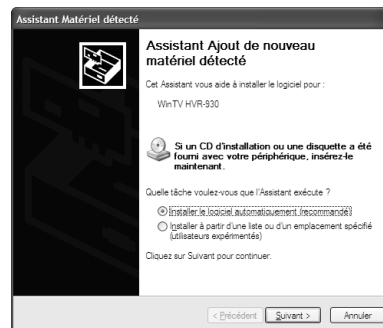 Assistant Matériel détecté
Assistant Ajout de nouveau
matériel détecté
Cet Assistant vous aide à installer le logiciel pour :
WinTV HVR-930
Si un CD d'installation ou une disquette a été
fourni avec votre périphérique, insérez-le
maintenant.
Quelle tâche voulez-vous que l'Assistant exécute ?
Installer le logiciel automatiquement (recommandé)
Installer à partir d'une liste ou d'un emplacement spécifié
(utilisateurs expérimentés)
Cliquez sur Suivant pour continuer.
< Précédent
Suivant >
Annuler